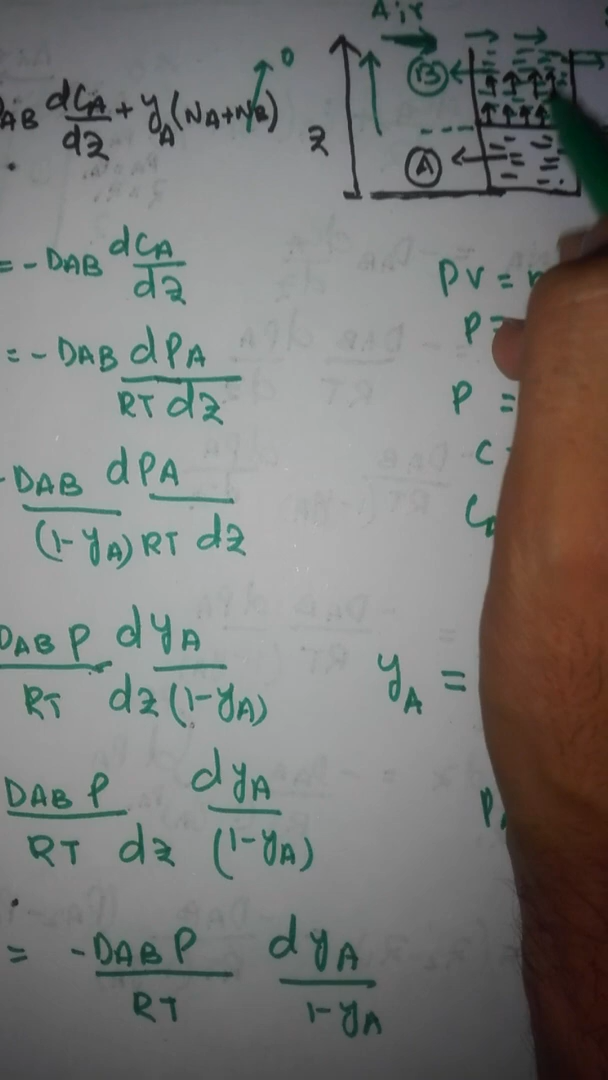 Air
AB dCA/dz + yA (NA+NB) 0
B
z
A
= -DAB dCA/dz
PV =
= -DAB dPA/RT dz
P =
P =
C
-DAB dPA/(1-yA) RT dz
DAB P dyA/RT dz (1-yA)
yA =
DAB P dyA/RT dz (1-yA)
P
= -DAB P/RT dyA/1-yA